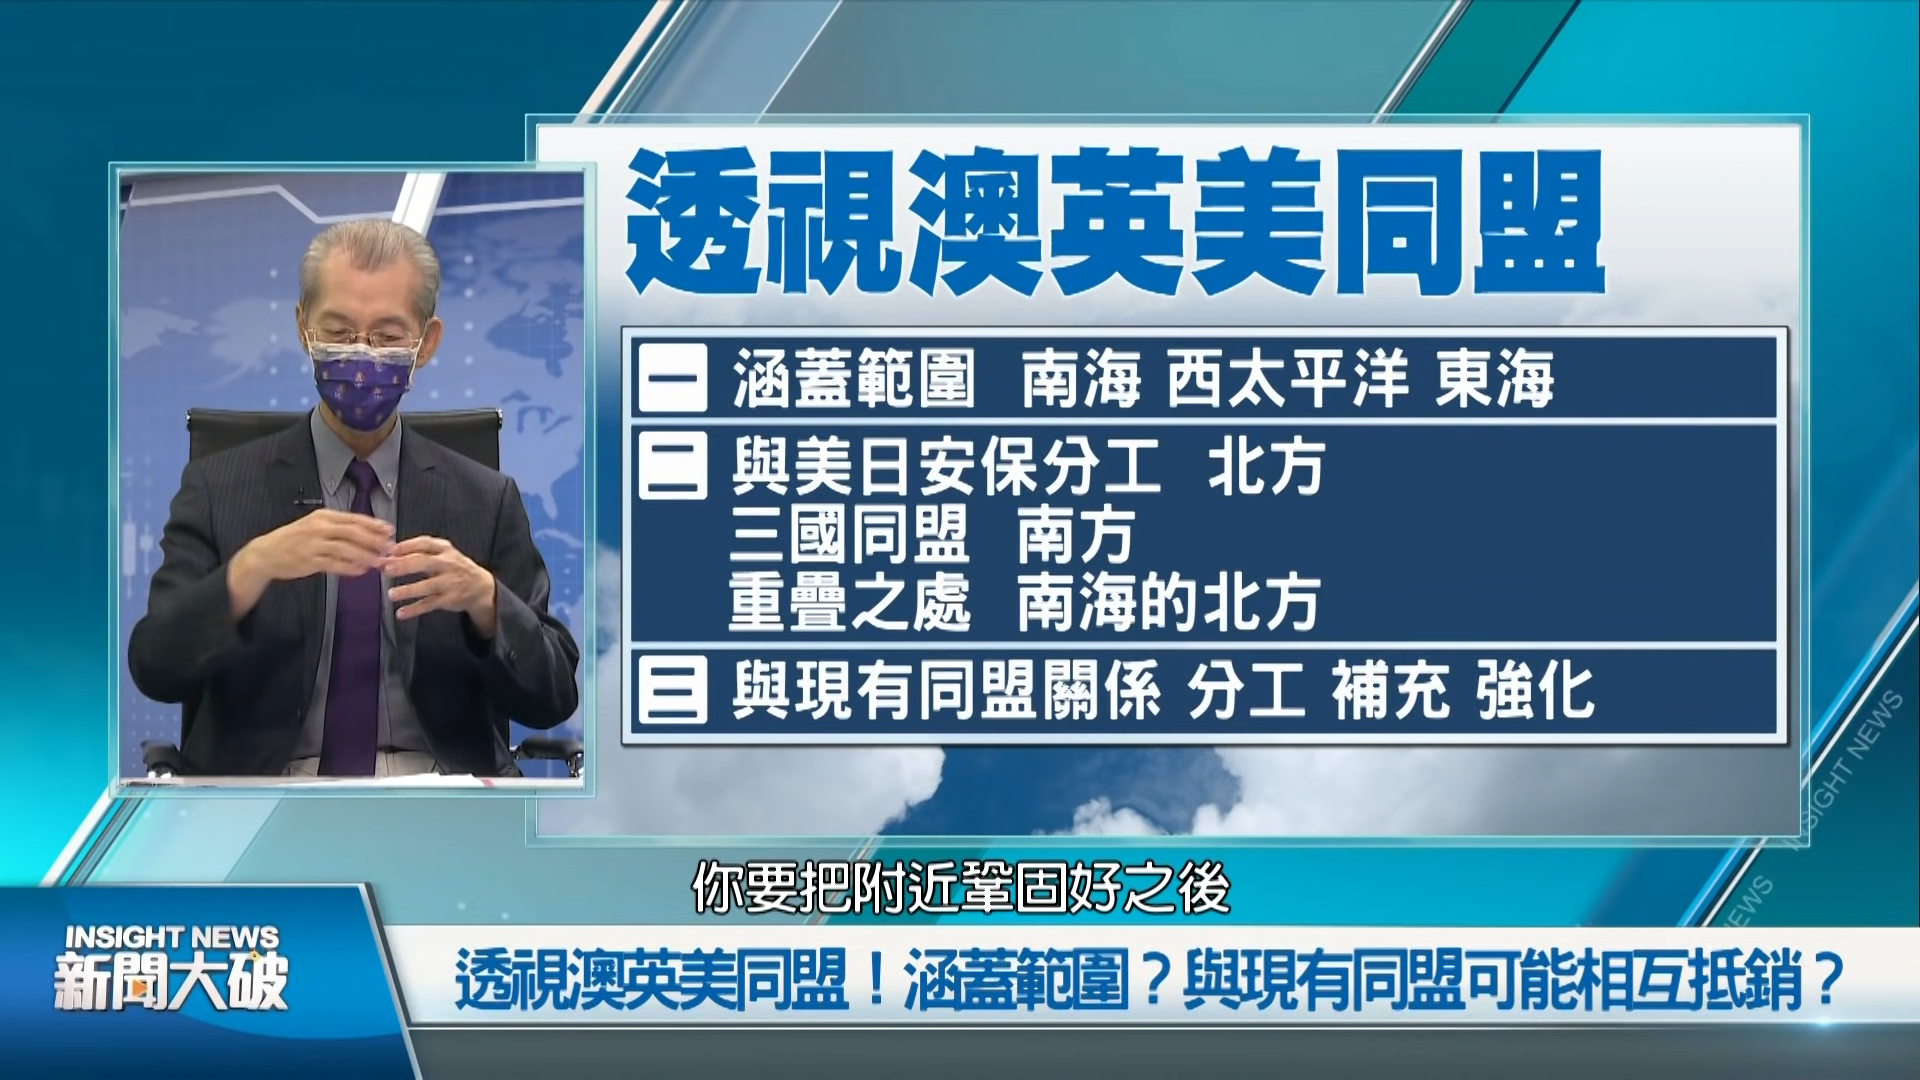 透視澳英美同盟
一 涵蓋範圍 南海 西太平洋 東海
二 與美日安保分工 北方
三國同盟 南方
重疊之處 南海的北方
三 與現有同盟關係 分工 補充 強化
INSIGHT NEWS
NEWS
你要把附近鞏固好之後
INSIGHT NEWS
新聞大破
透視澳英美同盟！涵蓋範圍？與現有同盟可能相互抵銷？